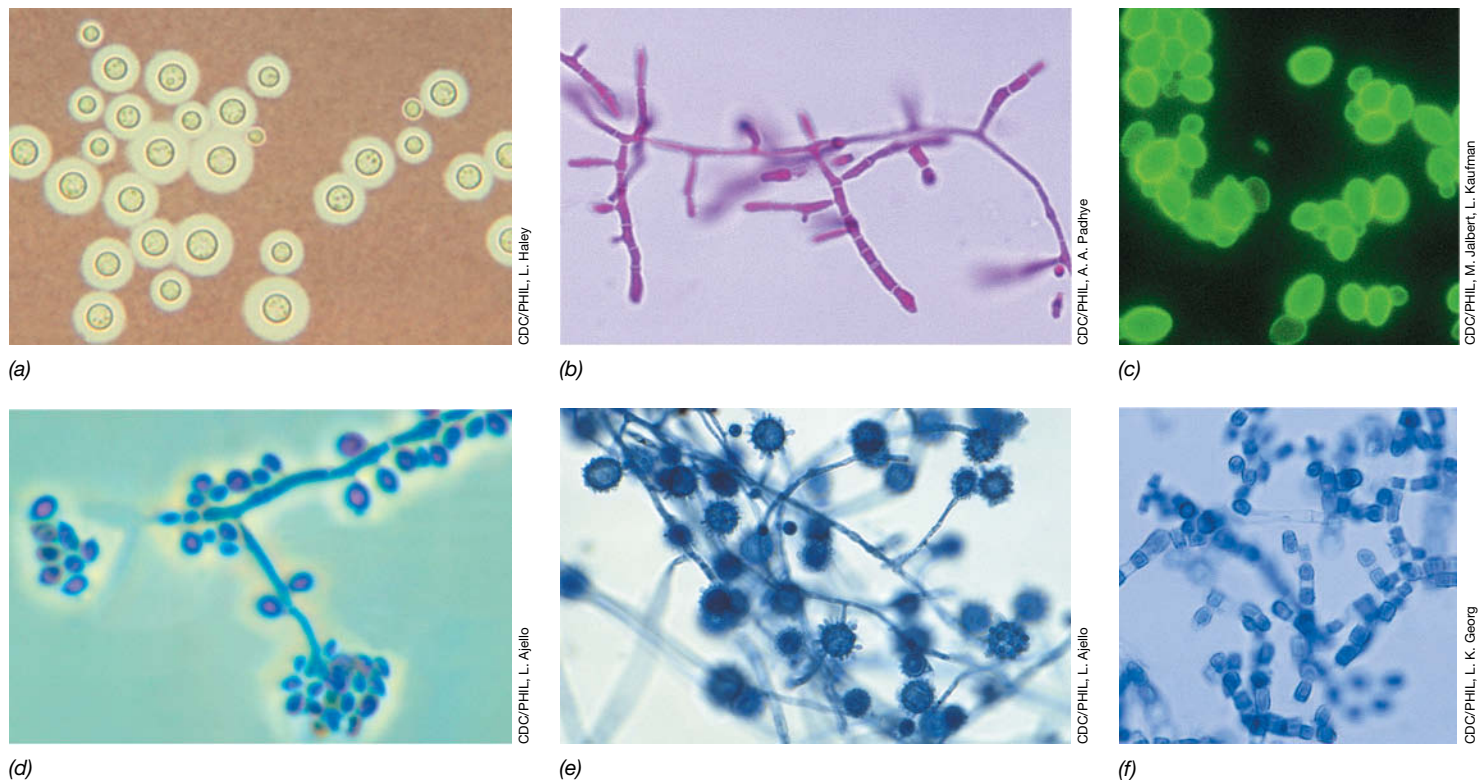 CDC/PHIL, L. Haley
(a)
CDC/PHIL, A. A. Padhye
(b)
CDC/PHIL, M. Jalbert, L. Kaufman
(c)
CDC/PHIL, L. Ajello
(d)
CDC/PHIL, L. Ajello
(e)
CDC/PHIL, L. K. Georg
(f)